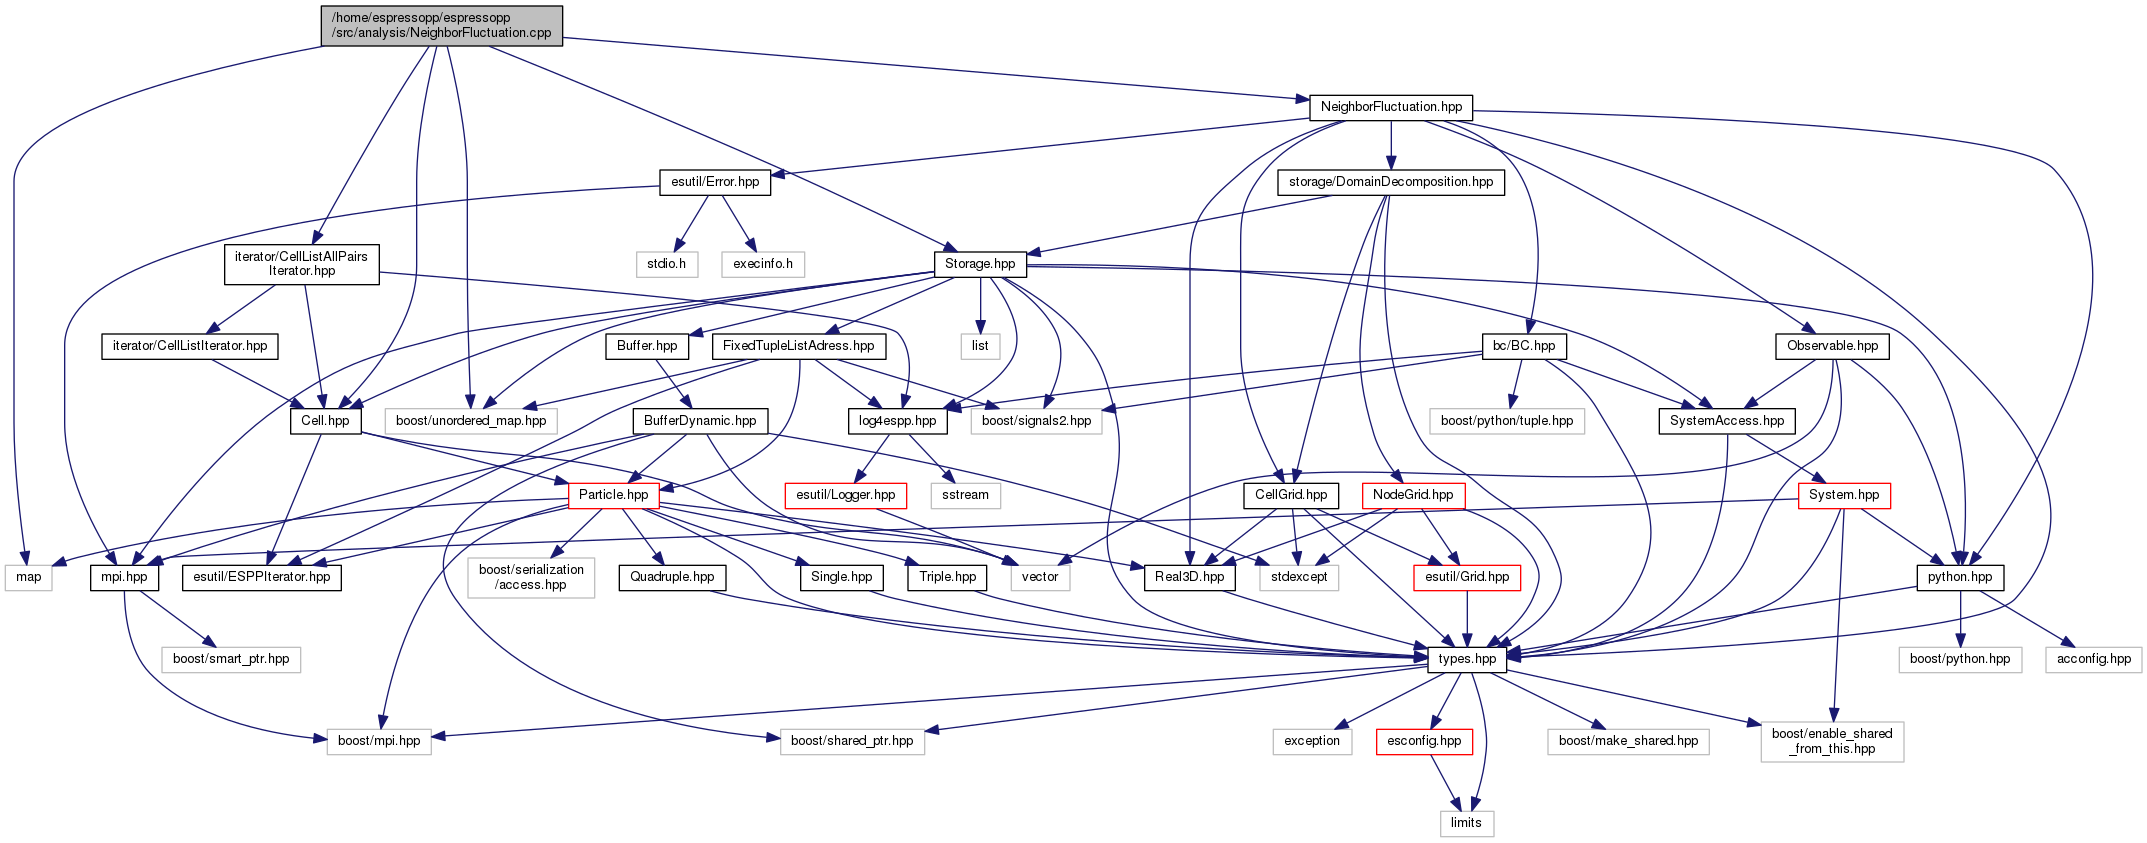 /home/espressopp/espressopp
/src/analysis/NeighborFluctuation.cpp
NeighborFluctuation.hpp
esutil/Error.hpp
storage/DomainDecomposition.hpp
iterator/CellListAllPairs
Iterator.hpp
stdio.h
execinfo.h
Storage.hpp
iterator/CellListIterator.hpp
Buffer.hpp
FixedTupleListAdress.hpp
list
bc/BC.hpp
Observable.hpp
Cell.hpp
boost/unordered_map.hpp
BufferDynamic.hpp
log4espp.hpp
boost/signals2.hpp
boost/python/tuple.hpp
SystemAccess.hpp
Particle.hpp
esutil/Logger.hpp
sstream
CellGrid.hpp
NodeGrid.hpp
System.hpp
map
mpi.hpp
esutil/ESPPIterator.hpp
boost/serialization
/access.hpp
Quadruple.hpp
Single.hpp
Triple.hpp
vector
Real3D.hpp
stdexcept
esutil/Grid.hpp
python.hpp
boost/smart_ptr.hpp
types.hpp
boost/python.hpp
acconfig.hpp
boost/mpi.hpp
boost/shared_ptr.hpp
exception
esconfig.hpp
boost/make_shared.hpp
boost/enable_shared
_from_this.hpp
limits